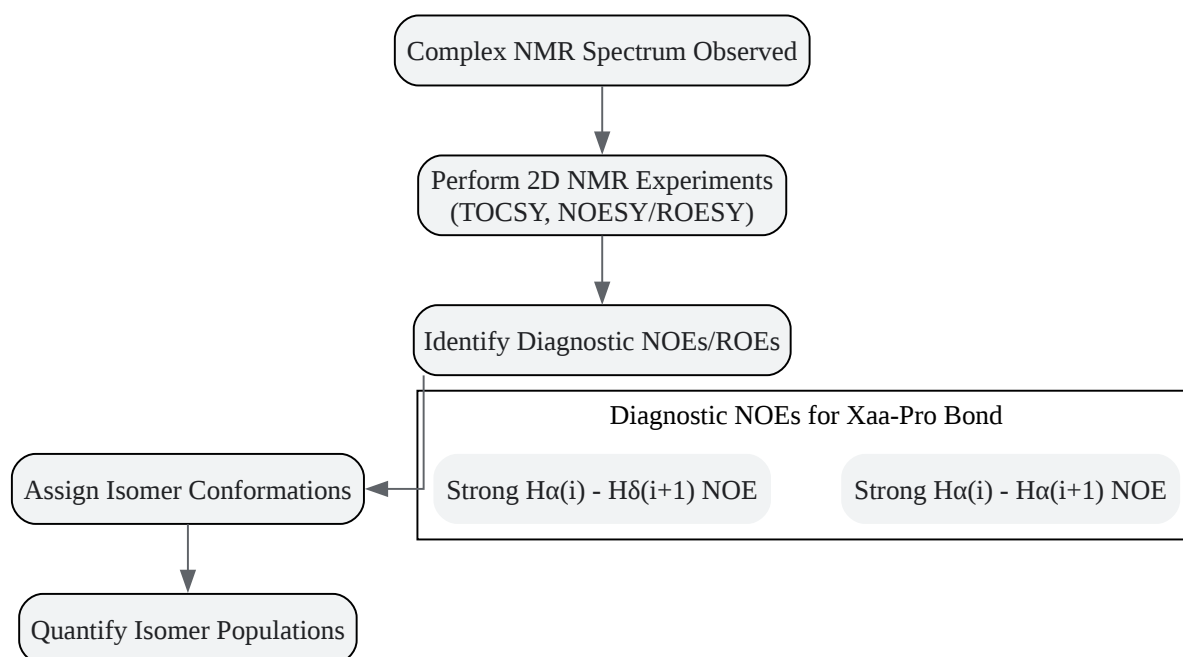 Complex NMR Spectrum Observed
Perform 2D NMR Experiments
(TOCSY, NOESY/ROESY)
Identify Diagnostic NOEs/ROEs
Diagnostic NOEs for Xaa-Pro Bond
Assign Isomer Conformations
Strong Hα(i) - Hδ(i+1) NOE
Strong Hα(i) - Hα(i+1) NOE
Quantify Isomer Populations